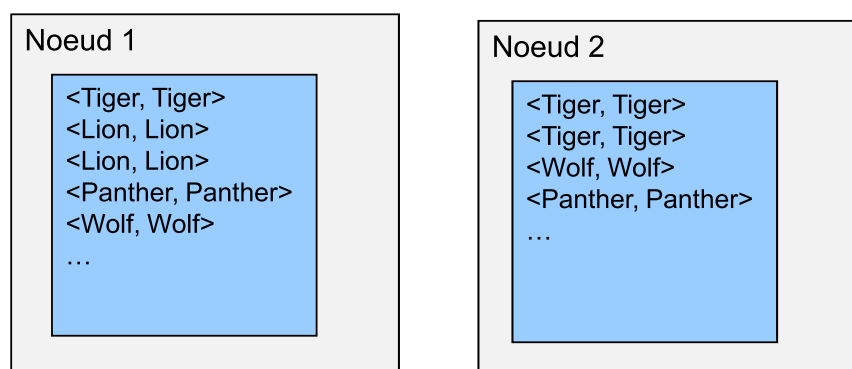 Noeud 1
<Tiger, Tiger>
<Lion, Lion>
<Lion, Lion>
<Panther, Panther>
<Wolf, Wolf>
…
Noeud 2
<Tiger, Tiger>
<Tiger, Tiger>
<Wolf, Wolf>
<Panther, Panther>
…